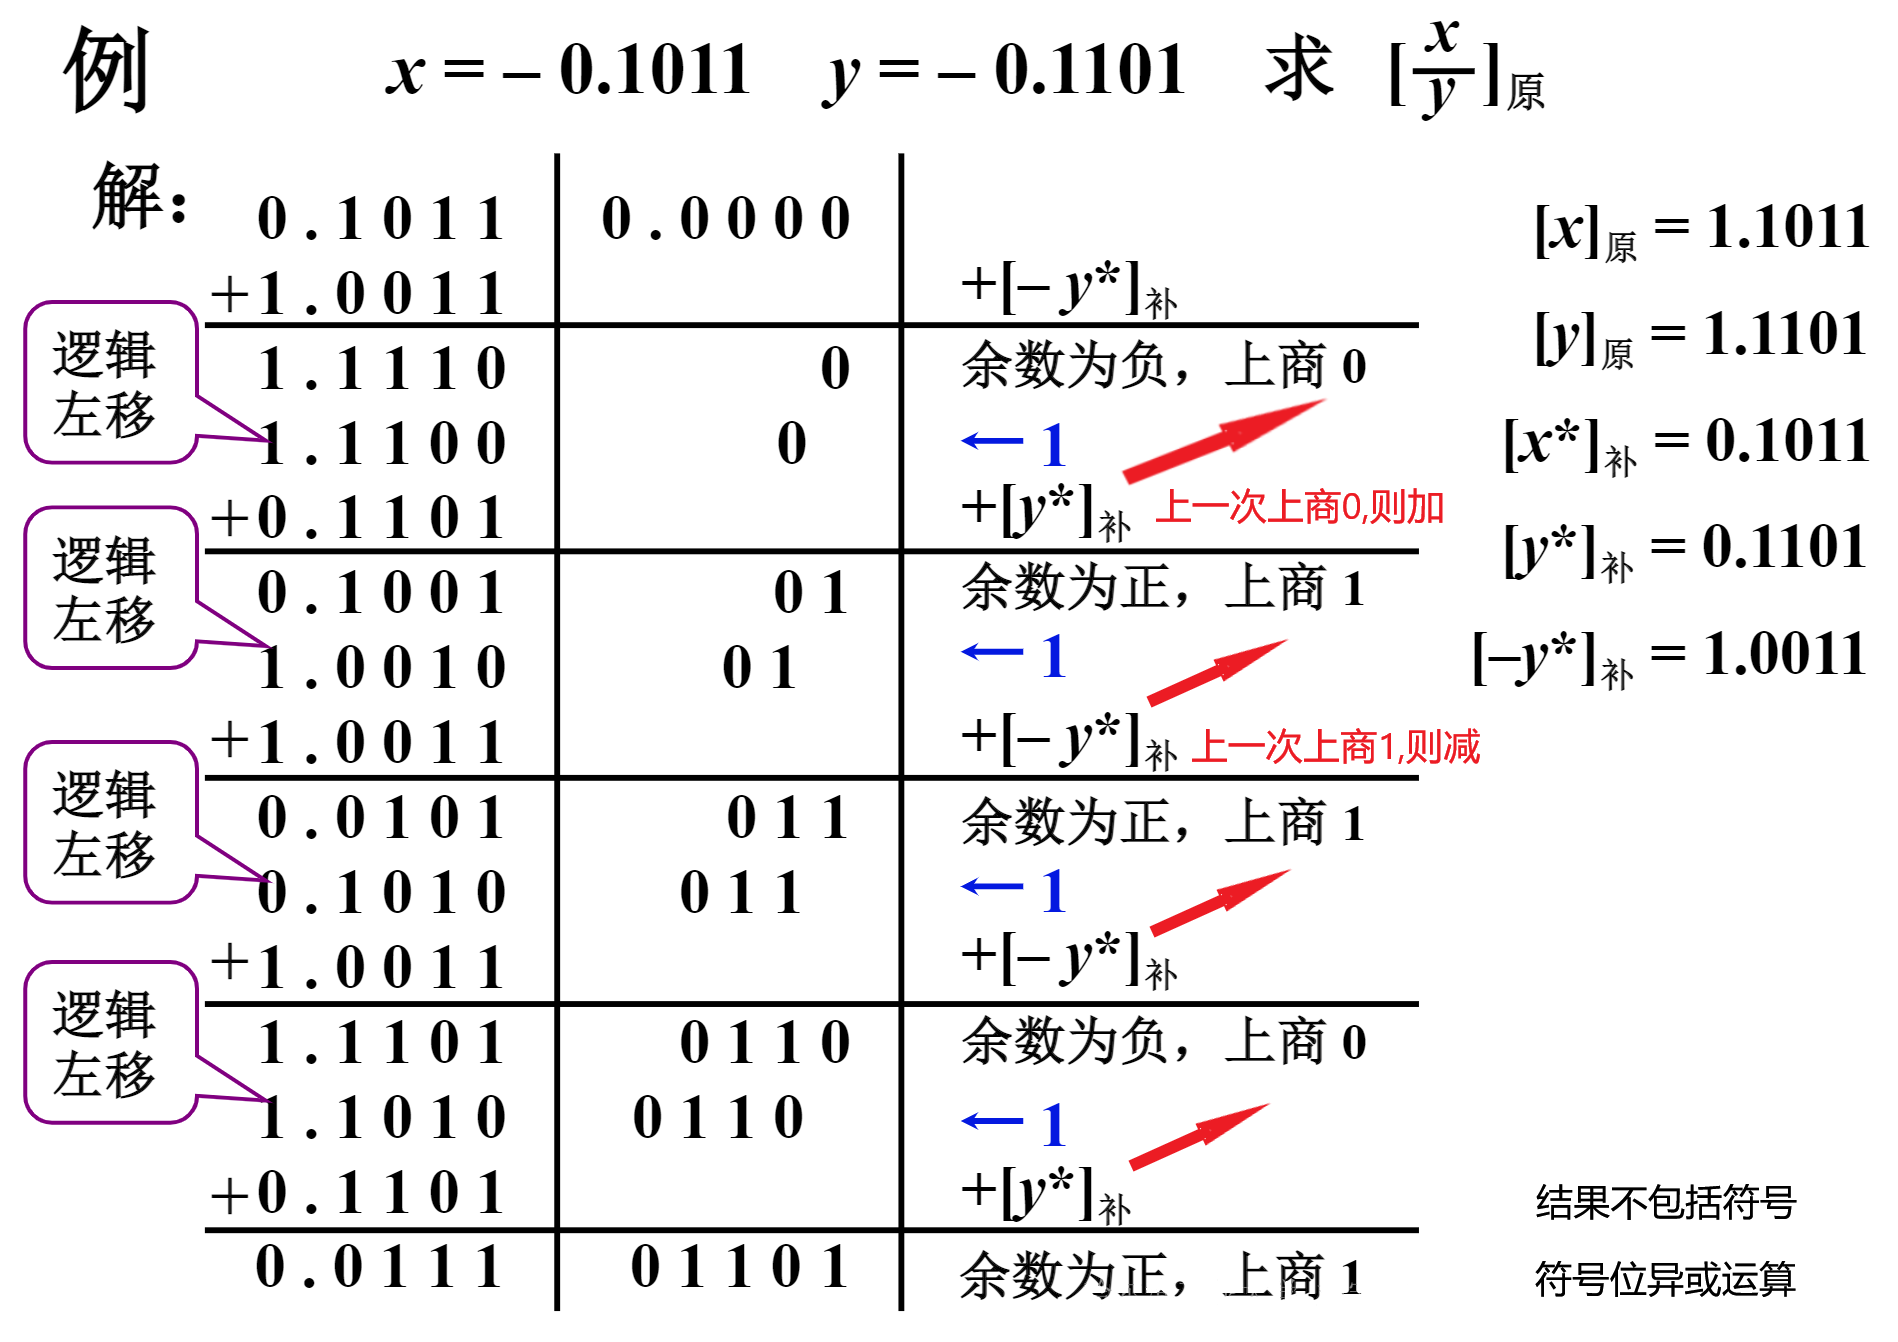 例 x = – 0.1011 y = – 0.1101 求 [x/y]原
解：
0.1011 0.0000
+1.0011 +[– y*]补
1.1110 0 余数为负，上商 0
1.1100 0 ← 1
+0.1101 +[y*]补 上一次上商0,则加
0.1001 01 余数为正，上商 1
1.0010 01 ← 1
+1.0011 +[– y*]补 上一次上商1,则减
0.0101 011 余数为正，上商 1
0.1010 011 ← 1
+1.0011 +[– y*]补
1.1101 0110 余数为负，上商 0
1.1010 0110 ← 1
+0.1101 +[y*]补
0.0111 01101 余数为正，上商 1
逻辑
左移
逻辑
左移
逻辑
左移
逻辑
左移
[x]原 = 1.1011
[y]原 = 1.1101
[x*]补 = 0.1011
[y*]补 = 0.1101
[–y*]补 = 1.0011
结果不包括符号
符号位异或运算